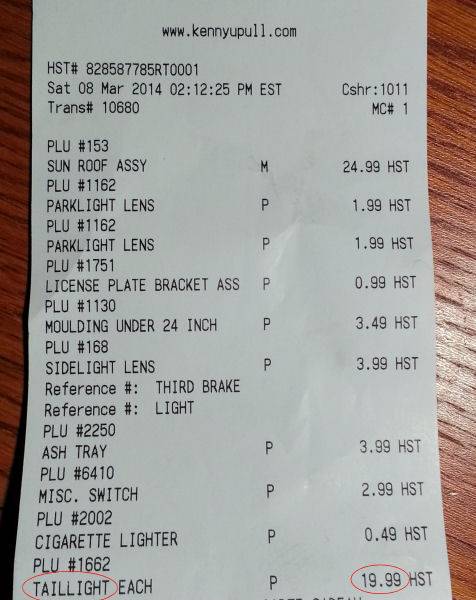 www.kennyupull.com
HST# 828587785RT0001
Sat 08 Mar 2014 02:12:25 PM EST Cshr:1011
Trans# 10680 MC# 1
PLU #153
SUN ROOF ASSY M 24.99 HST
PLU #1162
PARKLIGHT LENS P 1.99 HST
PLU #1162
PARKLIGHT LENS P 1.99 HST
PLU #1751
LICENSE PLATE BRACKET ASS P 0.99 HST
PLU #1130
MOULDING UNDER 24 INCH P 3.49 HST
PLU #168
SIDELIGHT LENS P 3.99 HST
Reference #: THIRD BRAKE
Reference #: LIGHT
PLU #2250
ASH TRAY P 3.99 HST
PLU #6410
MISC. SWITCH P 2.99 HST
PLU #2002
CIGARETTE LIGHTER P 0.49 HST
PLU #1662
TAILLIGHT EACH P 19.99 HST